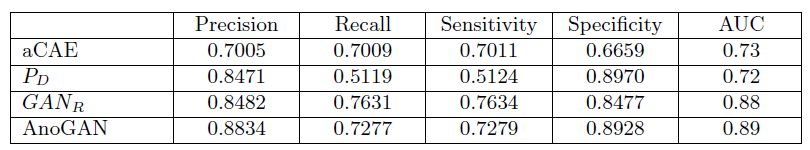 Precision Recall Sensitivity Specificity AUC
aCAE 0.7005 0.7009 0.7011 0.6659 0.73
P_D 0.8471 0.5119 0.5124 0.8970 0.72
GAN_R 0.8482 0.7631 0.7634 0.8477 0.88
AnoGAN 0.8834 0.7277 0.7279 0.8928 0.89